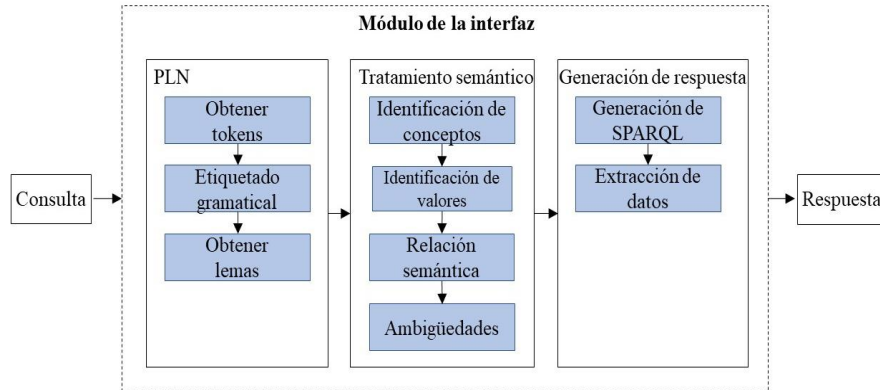 Módulo de la interfaz
Consulta
PLN
Obtener
tokens
Etiquetado
gramatical
Obtener
lemas
Tratamiento semántico
Identificación de
conceptos
Identificación de
valores
Relación
semántica
Ambigüedades
Generación de respuesta
Generación de
SPARQL
Extracción de
datos
Respuesta